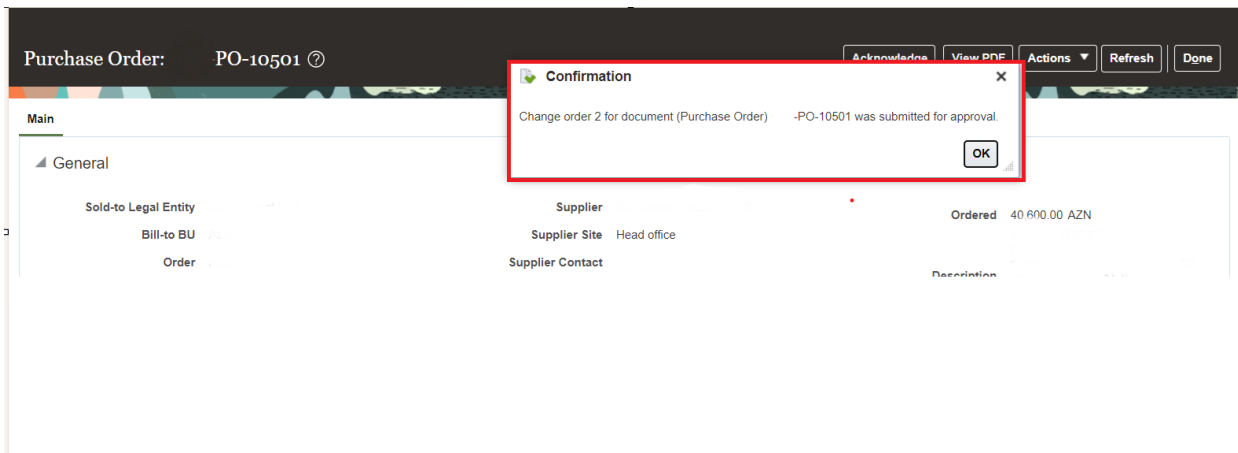 Purchase Order: PO-10501
Acknowledge View PDF Actions Refresh Done
Confirmation
Change order 2 for document (Purchase Order) -PO-10501 was submitted for approval.
OK
Main
General
Sold-to Legal Entity
Bill-to BU
Order
Supplier
Supplier Site Head office
Supplier Contact
Ordered 40,600.00 AZN
Description